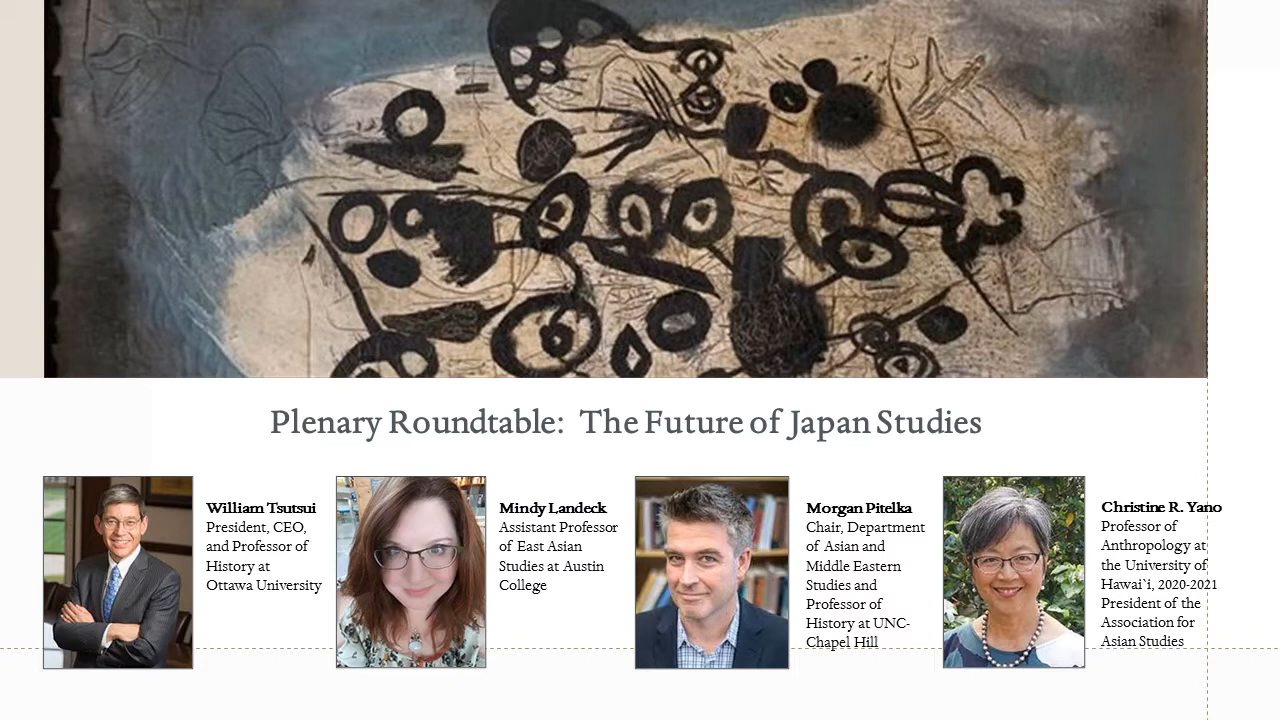 Plenary Roundtable: The Future of Japan Studies
William Tsutsui
President, CEO,
and Professor of
History at
Ottawa University
Mindy Landeck
Assistant Professor
of East Asian
Studies at Austin
College
Morgan Pitelka
Chair, Department
of Asian and
Middle Eastern
Studies and
Professor of
History at UNC-
Chapel Hill
Christine R. Yano
Professor of
Anthropology at
the University of
Hawai`i, 2020-2021
President of the
Association for
Asian Studies